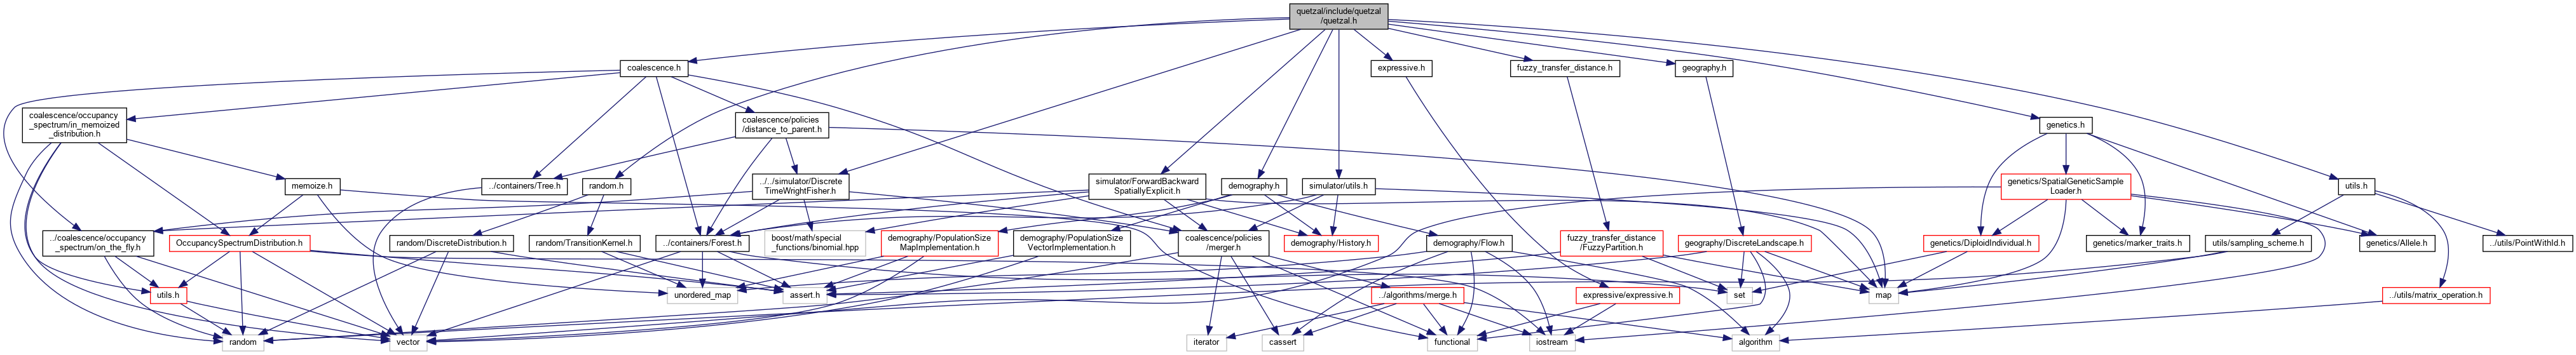 quetzal/include/quetzal
/quetzal.h
coalescence.h
expressive.h
fuzzy_transfer_distance.h
geography.h
coalescence/occupancy
_spectrum/in_memoized
_distribution.h
coalescence/policies
/distance_to_parent.h
genetics.h
memoize.h
../containers/Tree.h
random.h
../../simulator/Discrete
TimeWrightFisher.h
simulator/ForwardBackward
SpatiallyExplicit.h
demography.h
simulator/utils.h
genetics/SpatialGeneticSample
Loader.h
utils.h
../coalescence/occupancy
_spectrum/on_the_fly.h
OccupancySpectrumDistribution.h
random/DiscreteDistribution.h
random/TransitionKernel.h
../containers/Forest.h
boost/math/special
_functions/binomial.hpp
demography/PopulationSize
MapImplementation.h
demography/PopulationSize
VectorImplementation.h
coalescence/policies
/merger.h
demography/History.h
demography/Flow.h
fuzzy_transfer_distance
/FuzzyPartition.h
geography/DiscreteLandscape.h
genetics/DiploidIndividual.h
genetics/marker_traits.h
utils/sampling_scheme.h
genetics/Allele.h
../utils/PointWithId.h
utils.h
unordered_map
assert.h
../algorithms/merge.h
expressive/expressive.h
set
map
../utils/matrix_operation.h
random
vector
iterator
cassert
functional
iostream
algorithm